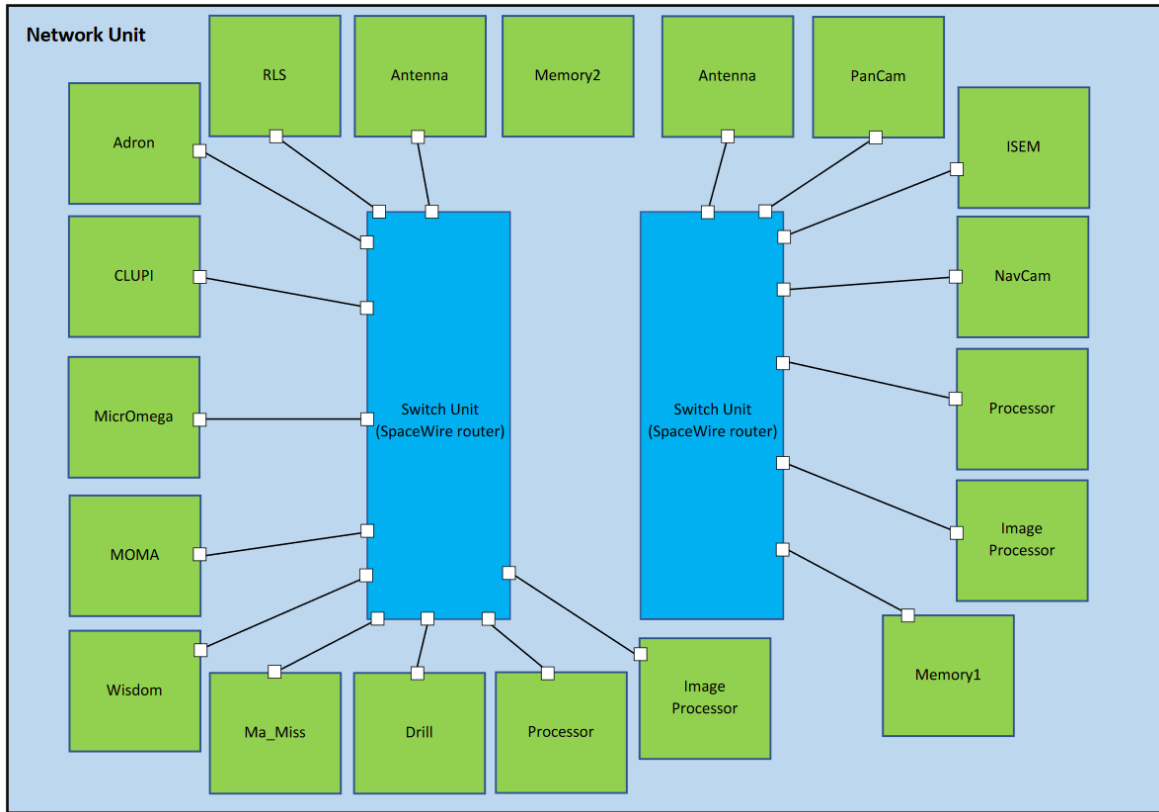 Network Unit
RLS
Antenna
Memory2
Antenna
PanCam
Adron
ISEM
CLUPI
NavCam
MicrOmega
Switch Unit
(SpaceWire router)
Switch Unit
(SpaceWire router)
Processor
MOMA
Image
Processor
Wisdom
Ma_Miss
Drill
Processor
Image
Processor
Memory1